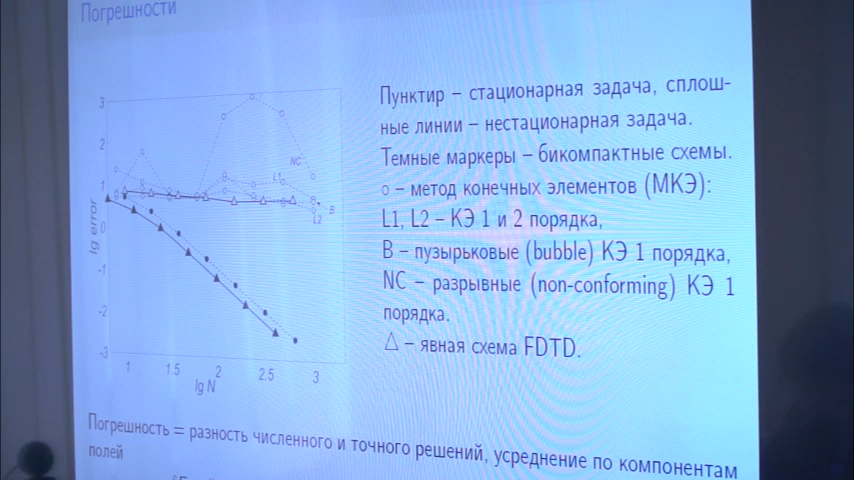 Погрешности
Пунктир – стационарная задача, сплош-
ные линии – нестационарная задача.
Темные маркеры – бикомпактные схемы.
○ – метод конечных элементов (МКЭ):
L1, L2 – КЭ 1 и 2 порядка,
B – пузырьковые (bubble) КЭ 1 порядка,
NC – разрывные (non-conforming) КЭ 1
порядка.
△ – явная схема FDTD.
3
2
1
0
-1
-2
-3
lg error
NC
L1
B
L2
1 1.5 2 2.5 3
lg N
Погрешность = разность численного и точного решений, усреднение по компонентам
полей